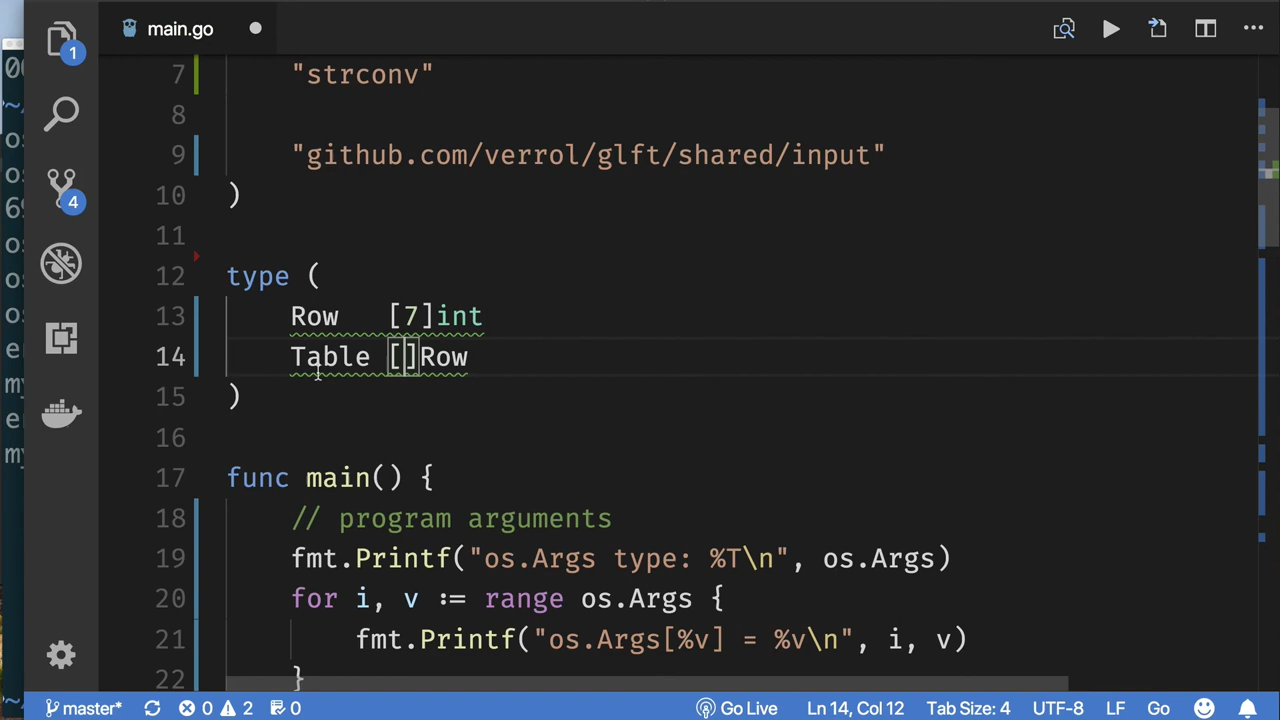 main.go
1
7 "strconv"
8
9 "github.com/verrol/glft/shared/input"
10 )
11
12 type (
13 Row [7]int
14 Table []Row
15 )
16
17 func main() {
18 // program arguments
19 fmt.Printf("os.Args type: %T\n", os.Args)
20 for i, v := range os.Args {
21 fmt.Printf("os.Args[%v] = %v\n", i, v)
22 }
4
master* 0 2 0 Go Live Ln 14, Col 12 Tab Size: 4 UTF-8 LF Go